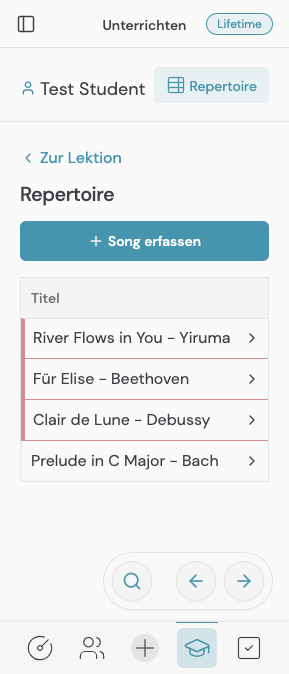 Unterrichten
Lifetime
Test Student
Repertoire
Zur Lektion
Repertoire
Song erfassen
Titel
River Flows in You - Yiruma
Für Elise - Beethoven
Clair de Lune - Debussy
Prelude in C Major - Bach